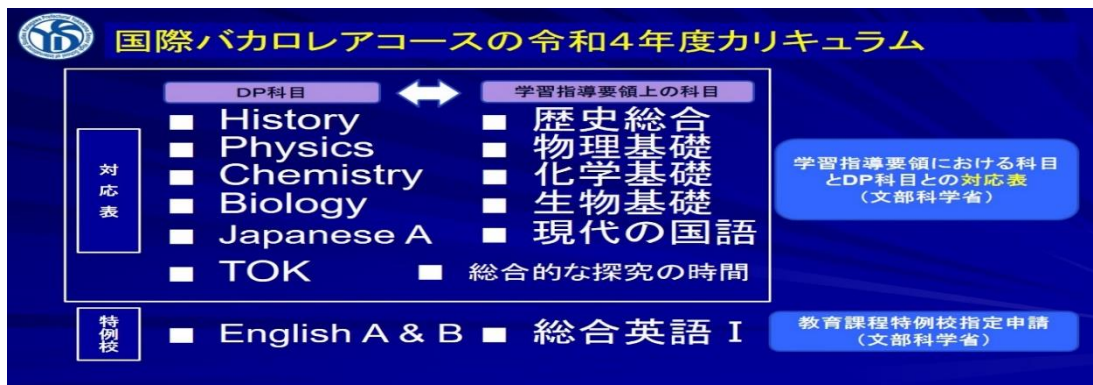 国際バカロレアコースの令和4年度カリキュラム
DP科目
学習指導要領上の科目
対応表
■ History ■ 歴史総合
■ Physics ■ 物理基礎
■ Chemistry ■ 化学基礎
■ Biology ■ 生物基礎
■ Japanese A ■ 現代の国語
■ TOK ■ 総合的な探究の時間
学習指導要領における科目
とDP科目との対応表
（文部科学省）
特例校
■ English A & B ■ 総合英語Ⅰ
教育課程特例校指定申請
（文部科学省）